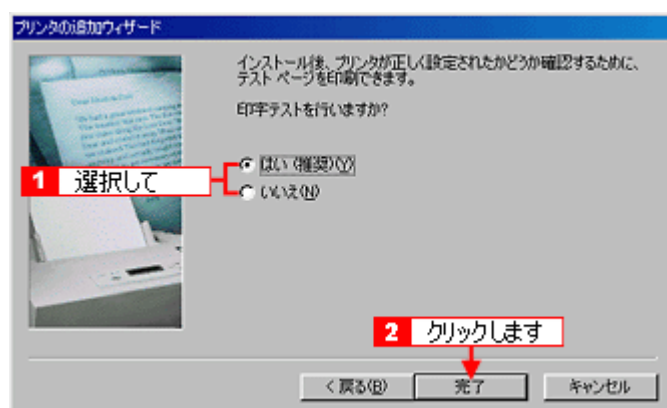 プリンタの追加ウィザード
インストール後、プリンタが正しく設定されたかどうか確認するために、
テスト ページを印刷できます。
印字テストを行いますか?
はい (推奨)(Y)
1 選択して
いいえ(N)
2 クリックします
< 戻る(B)
完了
キャンセル